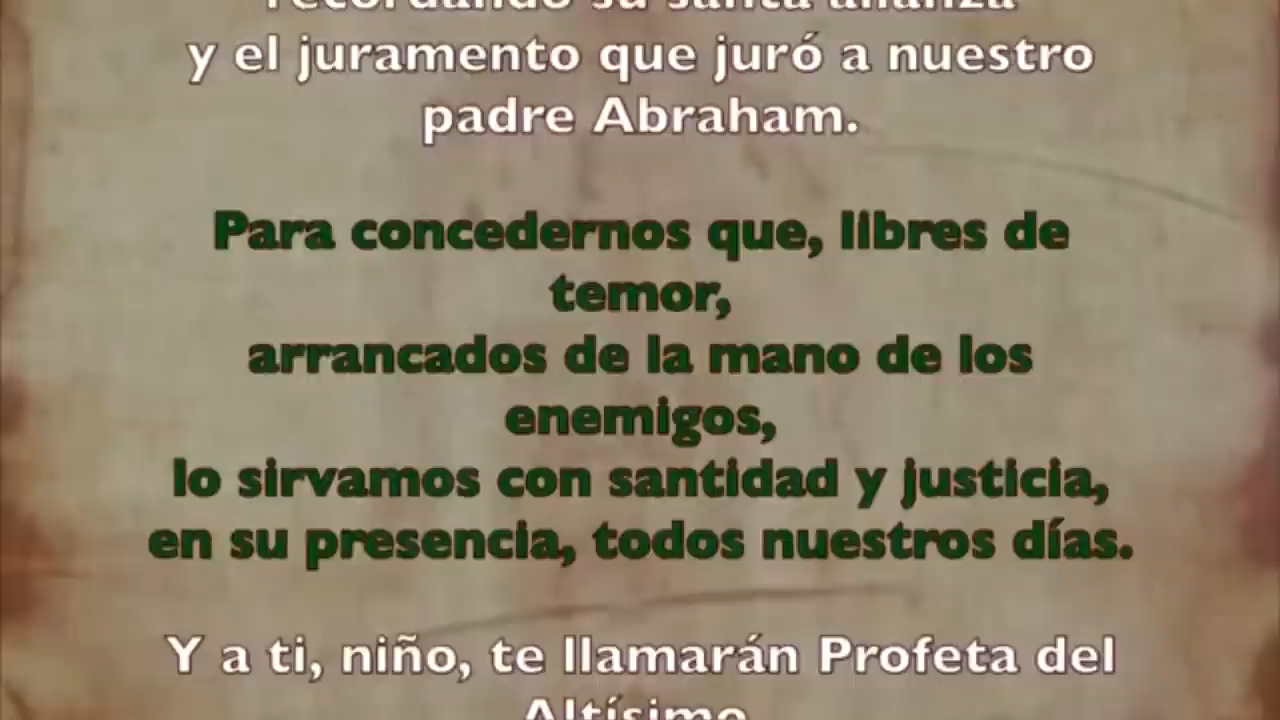 recordando su santa alianza
y el juramento que juró a nuestro
padre Abraham.
Para concedernos que, libres de
temor,
arrancados de la mano de los
enemigos,
lo sirvamos con santidad y justicia,
en su presencia, todos nuestros días.
Y a ti, niño, te llamarán Profeta del
Altísimo